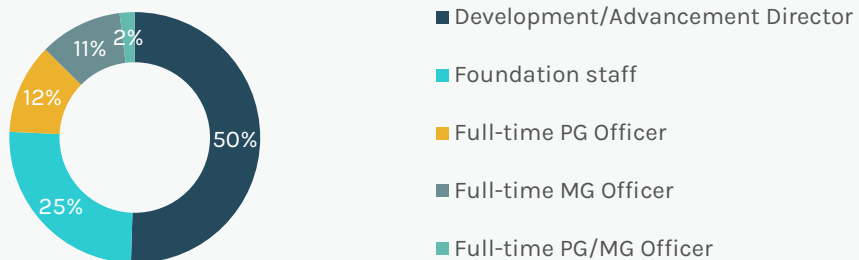 11%
2%
12%
50%
25%
Development/Advancement Director
Foundation staff
Full-time PG Officer
Full-time MG Officer
Full-time PG/MG Officer